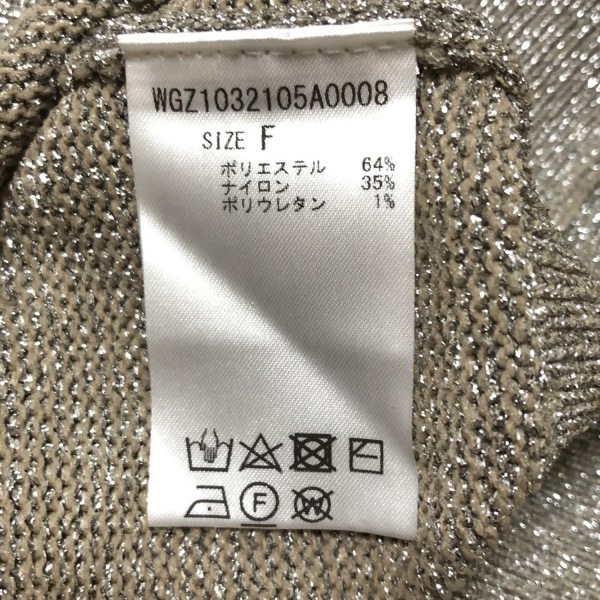 WGZ1032105A0008
SIZE F
ポリエステル 64%
ナイロン 35%
ポリウレタン 1%
F W